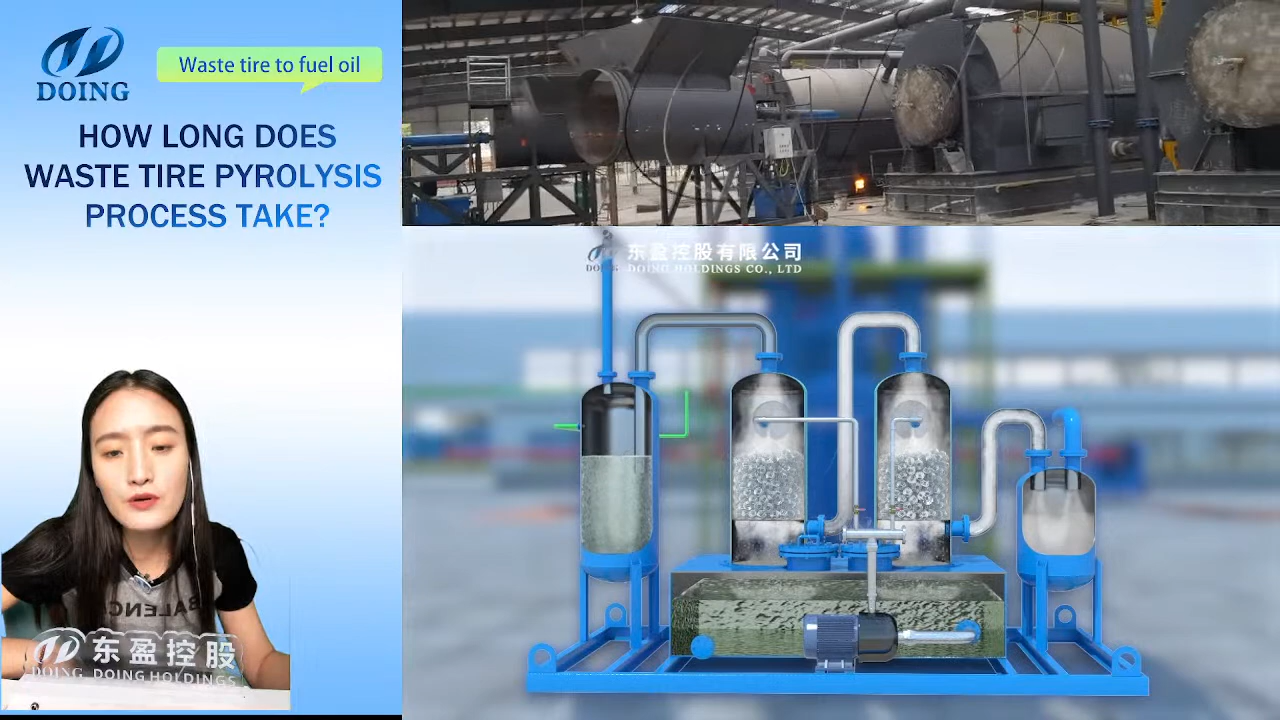 DOING
Waste tire to fuel oil
HOW LONG DOES
WASTE TIRE PYROLYSIS
PROCESS TAKE?
东盈控股有限公司
DOING HOLDINGS CO., LTD
BALENC
东盈控股
DOING DOING HOLDINGS